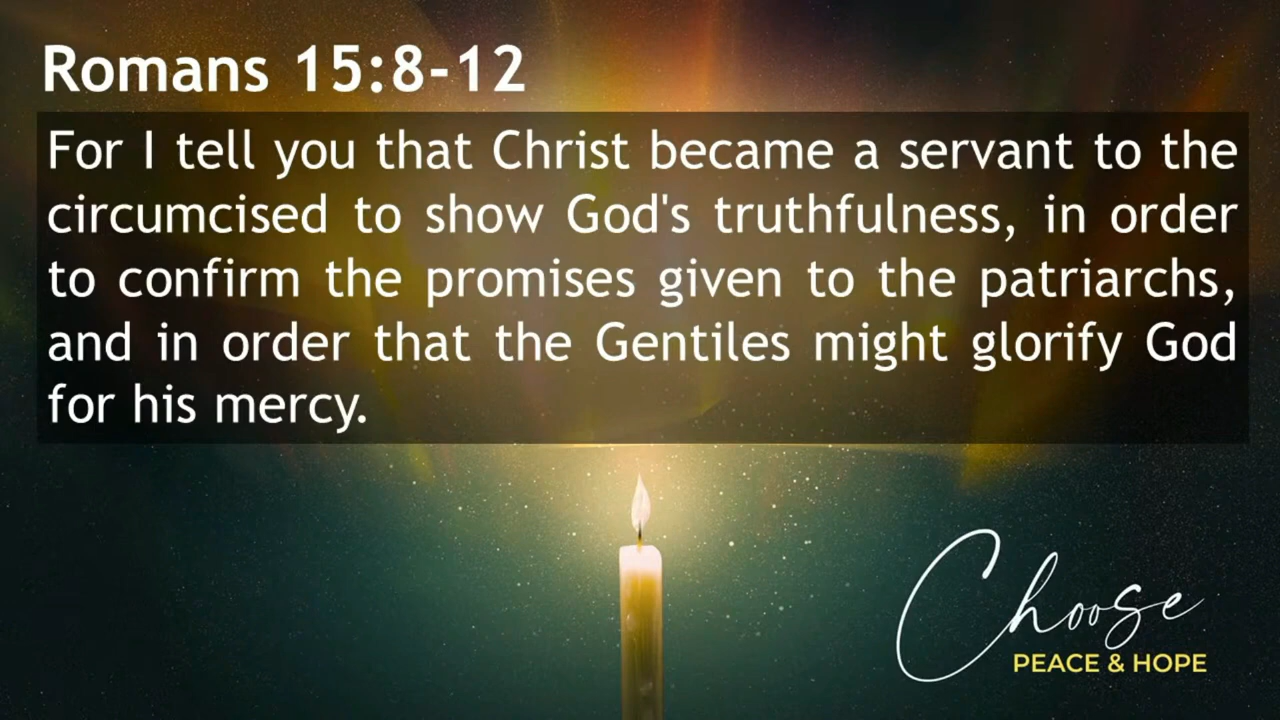 Romans 15:8-12
For I tell you that Christ became a servant to the
circumcised to show God's truthfulness, in order
to confirm the promises given to the patriarchs,
and in order that the Gentiles might glorify God
for his mercy.
Choose
PEACE & HOPE